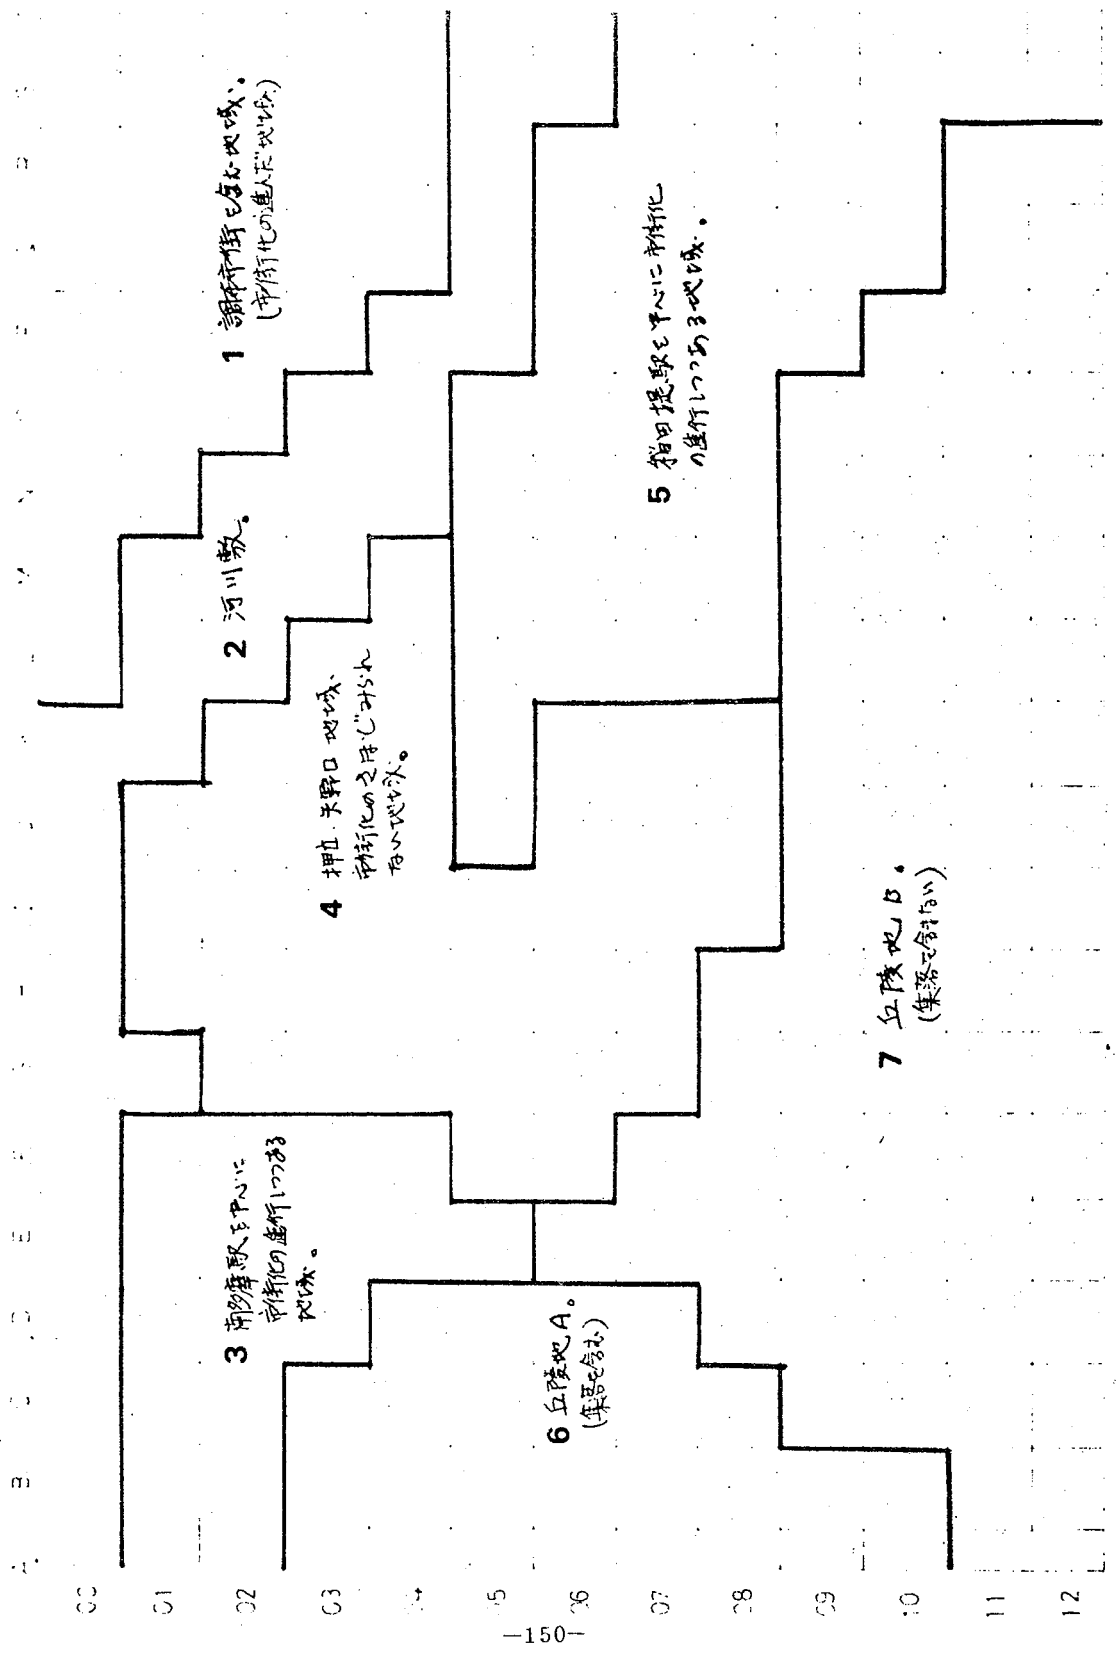 1 調布市街を含む地域。
(市街化の進んだ地域)
2 河川敷。
3 南多摩駅を中心に
市街化の進行しつつある
地域。
4 押立・矢野口地域、
市街化のさほどみられ
ない地域。
5 稲田堤駅を中心に市街化
の進行しつつある地域。
6 丘陵地A。
(集落を含む)
7 丘陵地B。
(集落を含まない)
A B
00
01
02
03
04
05
06
07
08
09
10
11
12
—150—